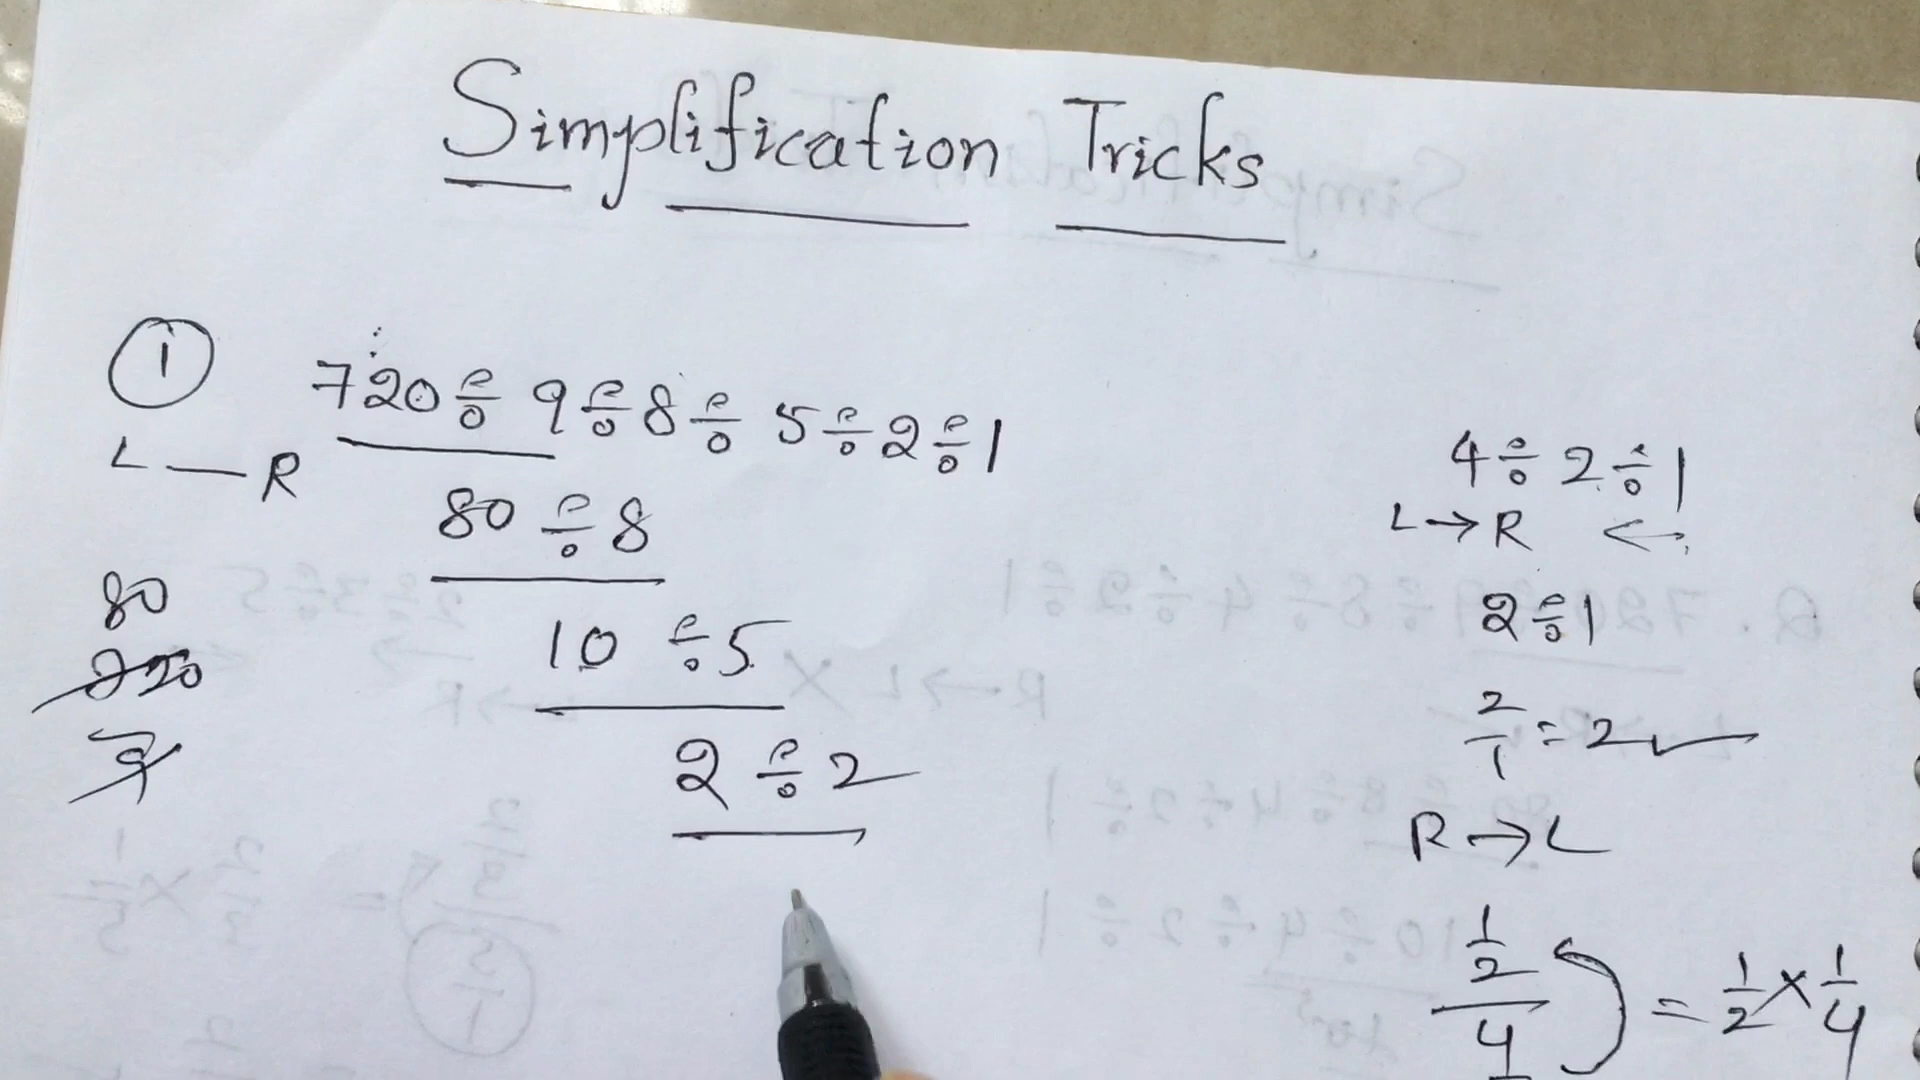 Simplification Tricks
1
720 ÷ 9 ÷ 8 ÷ 5 ÷ 2 ÷ 1
L — R
80 ÷ 8
80
720
9
10 ÷ 5
2 ÷ 2
4 ÷ 2 ÷ 1
L → R ←
2 ÷ 1
2/1 = 2
R → L
1/2 / 4/1 = 1/2 × 1/4